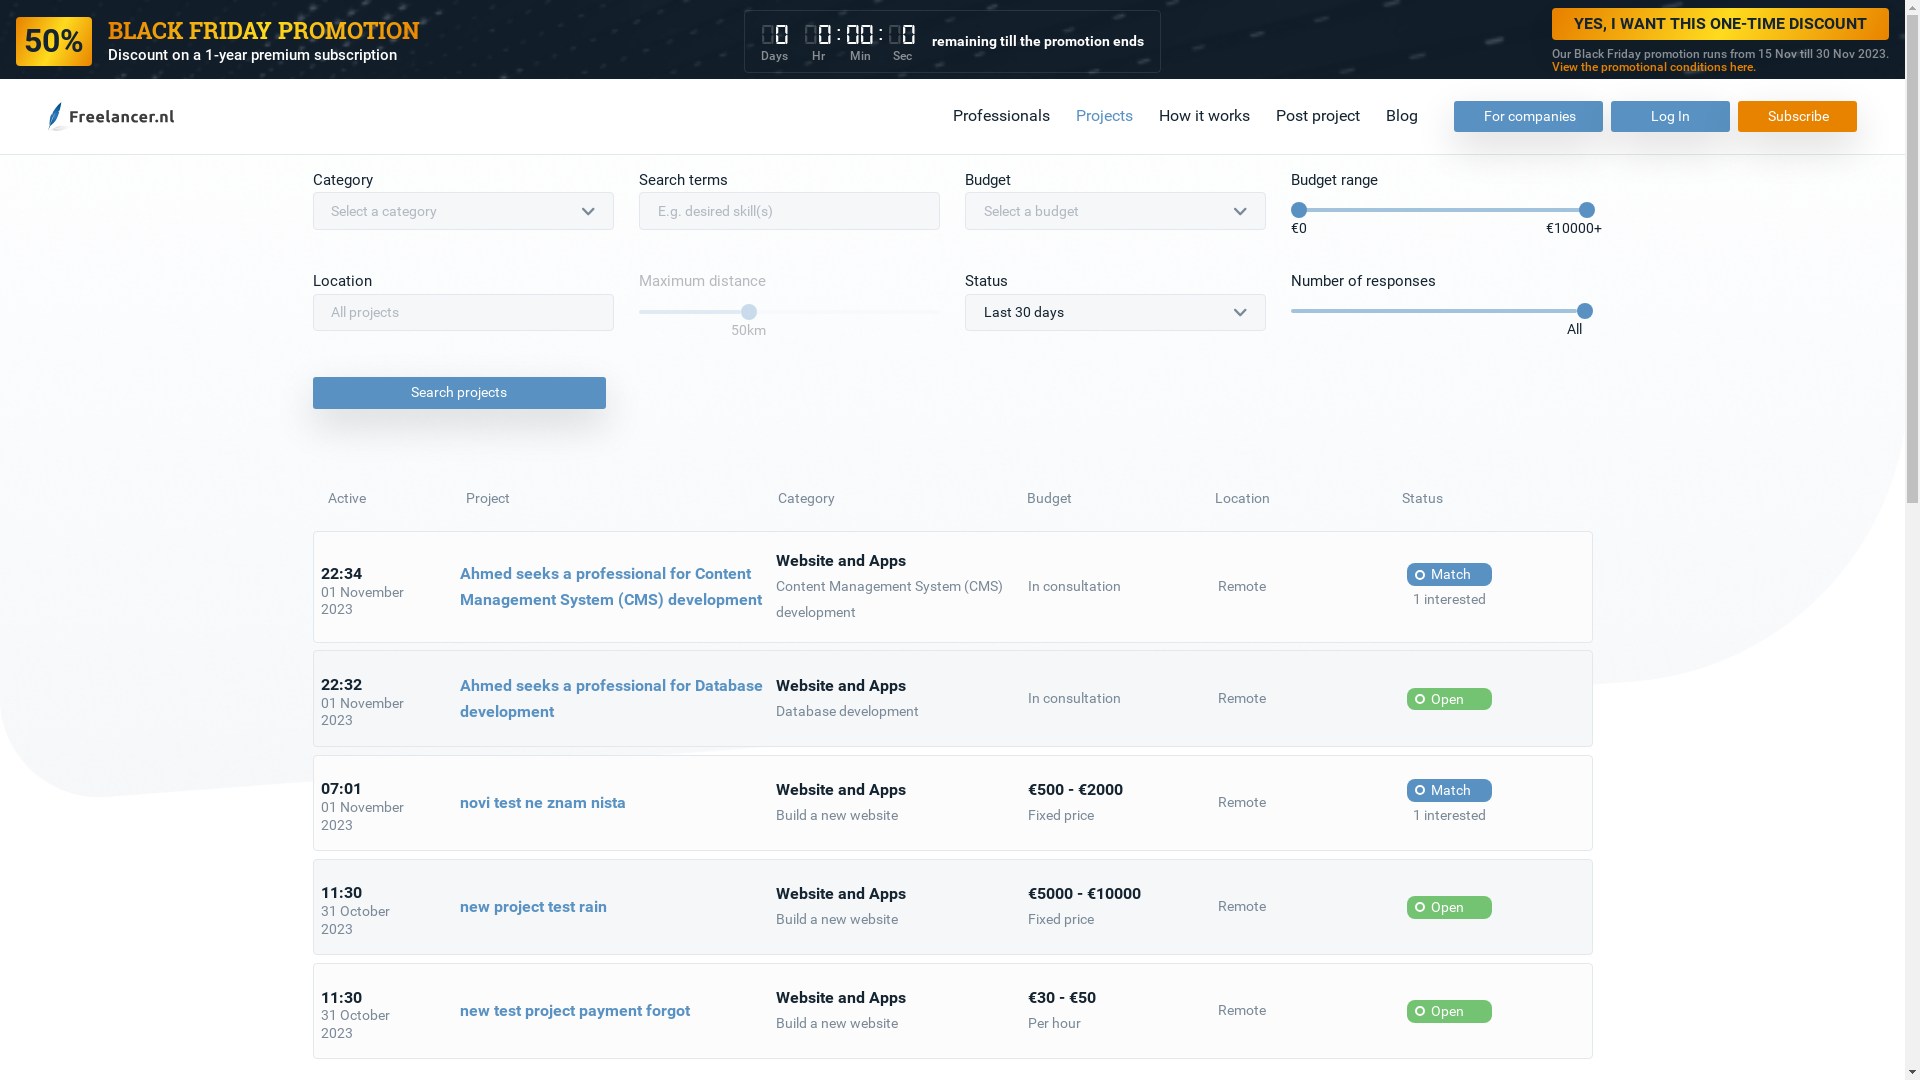 50%
BLACK FRIDAY PROMOTION
Discount on a 1-year premium subscription
0 0 : 00 : 0
Days Hr Min Sec
remaining till the promotion ends
YES, I WANT THIS ONE-TIME DISCOUNT
Our Black Friday promotion runs from 15 Nov till 30 Nov 2023.
View the promotional conditions here.
Freelancer.nl
Professionals Projects How it works Post project Blog For companies Log In Subscribe
Category Search terms Budget Budget range
Select a category E.g. desired skill(s) Select a budget
€0 €10000+
Location Maximum distance Status Number of responses
All projects Last 30 days
50km All
Search projects
Active Project Category Budget Location Status
22:34
01 November
2023
Ahmed seeks a professional for Content
Management System (CMS) development
Website and Apps
Content Management System (CMS)
development
In consultation
Remote
Match
1 interested
22:32
01 November
2023
Ahmed seeks a professional for Database
development
Website and Apps
Database development
In consultation
Remote
Open
07:01
01 November
2023
novi test ne znam nista
Website and Apps
Build a new website
€500 - €2000
Fixed price
Remote
Match
1 interested
11:30
31 October
2023
new project test rain
Website and Apps
Build a new website
€5000 - €10000
Fixed price
Remote
Open
11:30
31 October
2023
new test project payment forgot
Website and Apps
Build a new website
€30 - €50
Per hour
Remote
Open